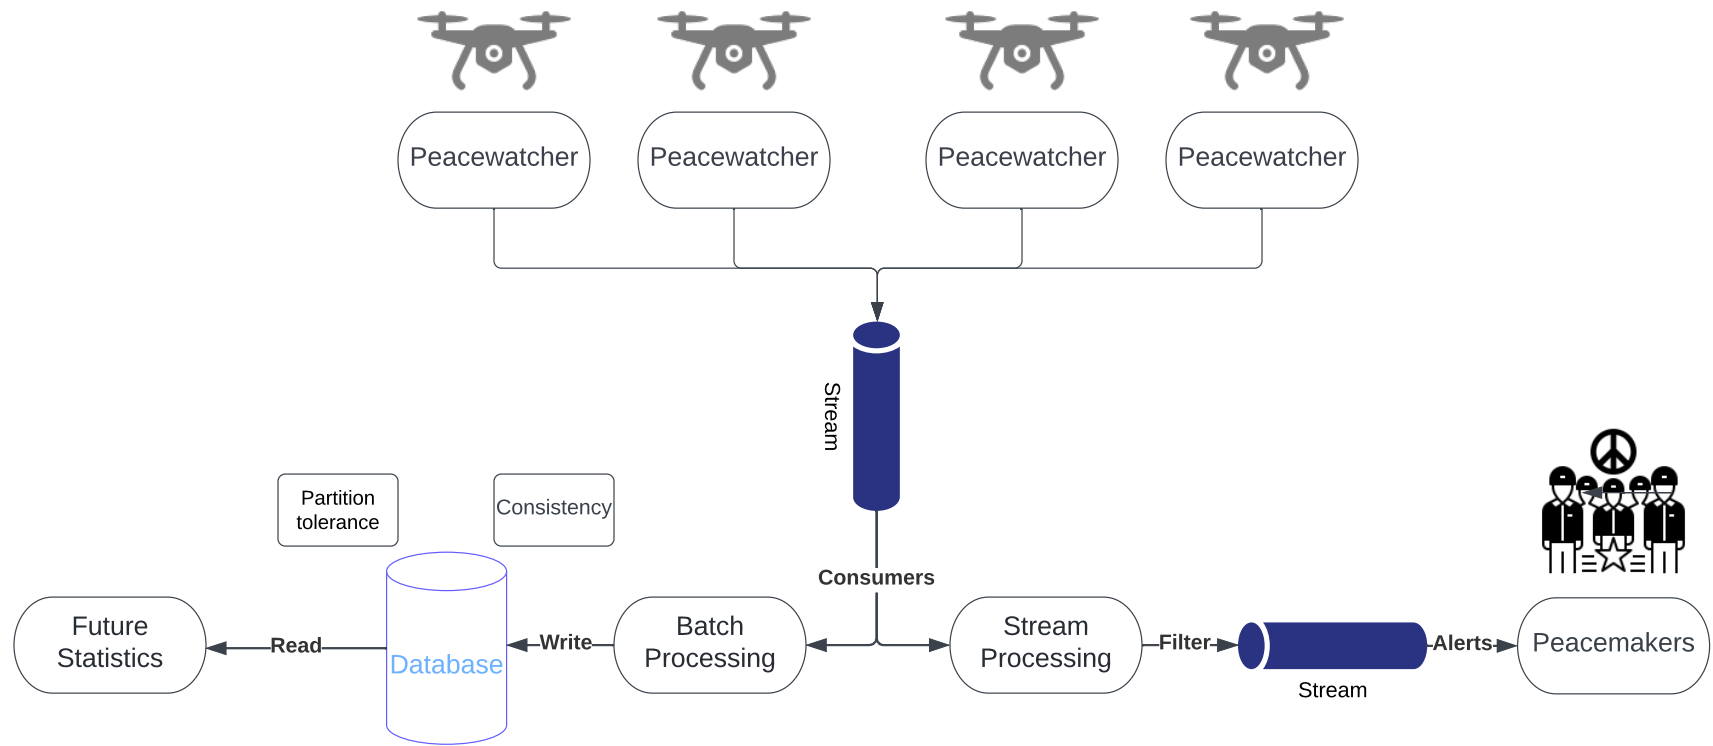 Peacewatcher
Peacewatcher
Peacewatcher
Peacewatcher
Stream
Partition
tolerance
Consistency
Consumers
Future
Statistics
Read
Database
Write
Batch
Processing
Stream
Processing
Filter
Stream
Alerts
Peacemakers